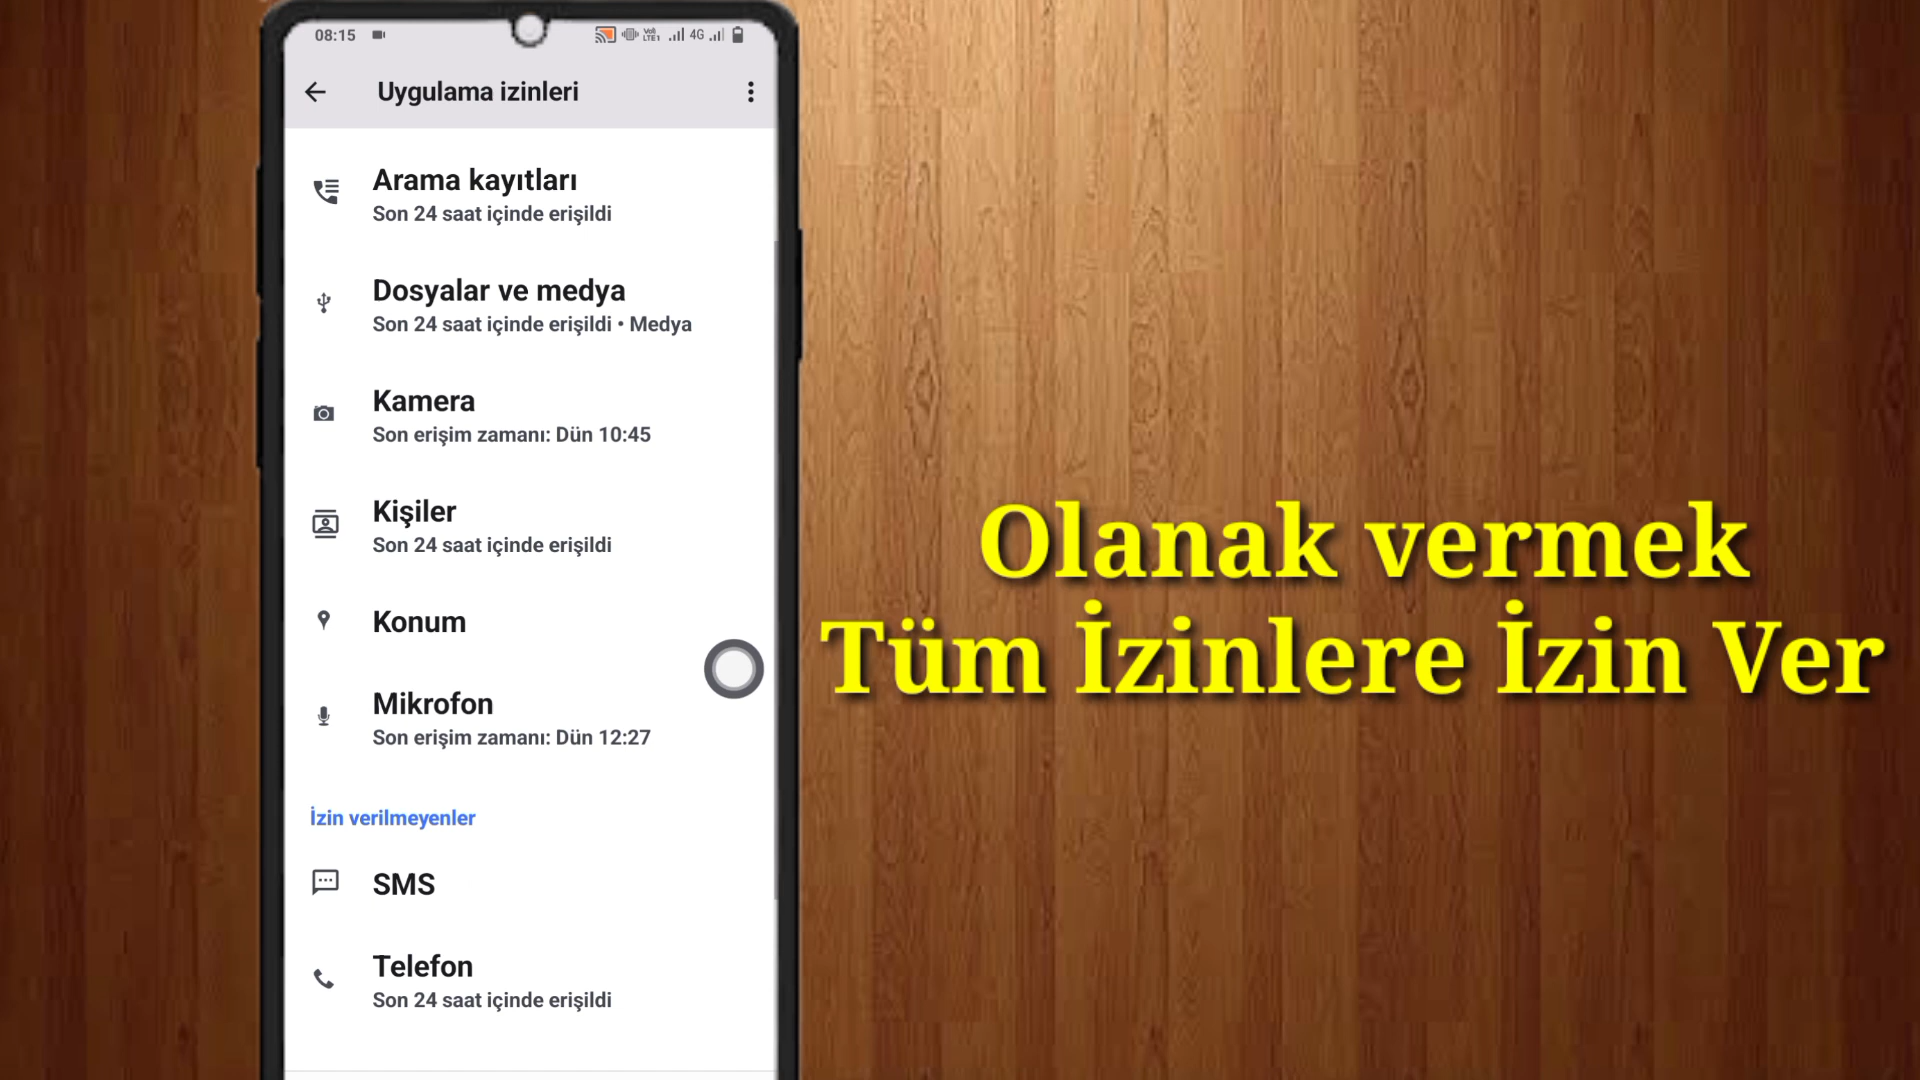 08:15
4G
Uygulama izinleri
Arama kayıtları
Son 24 saat içinde erişildi
Dosyalar ve medya
Son 24 saat içinde erişildi • Medya
Kamera
Son erişim zamanı: Dün 10:45
Kişiler
Son 24 saat içinde erişildi
Konum
Mikrofon
Son erişim zamanı: Dün 12:27
İzin verilmeyenler
SMS
Telefon
Son 24 saat içinde erişildi
Olanak vermek
Tüm İzinlere İzin Ver